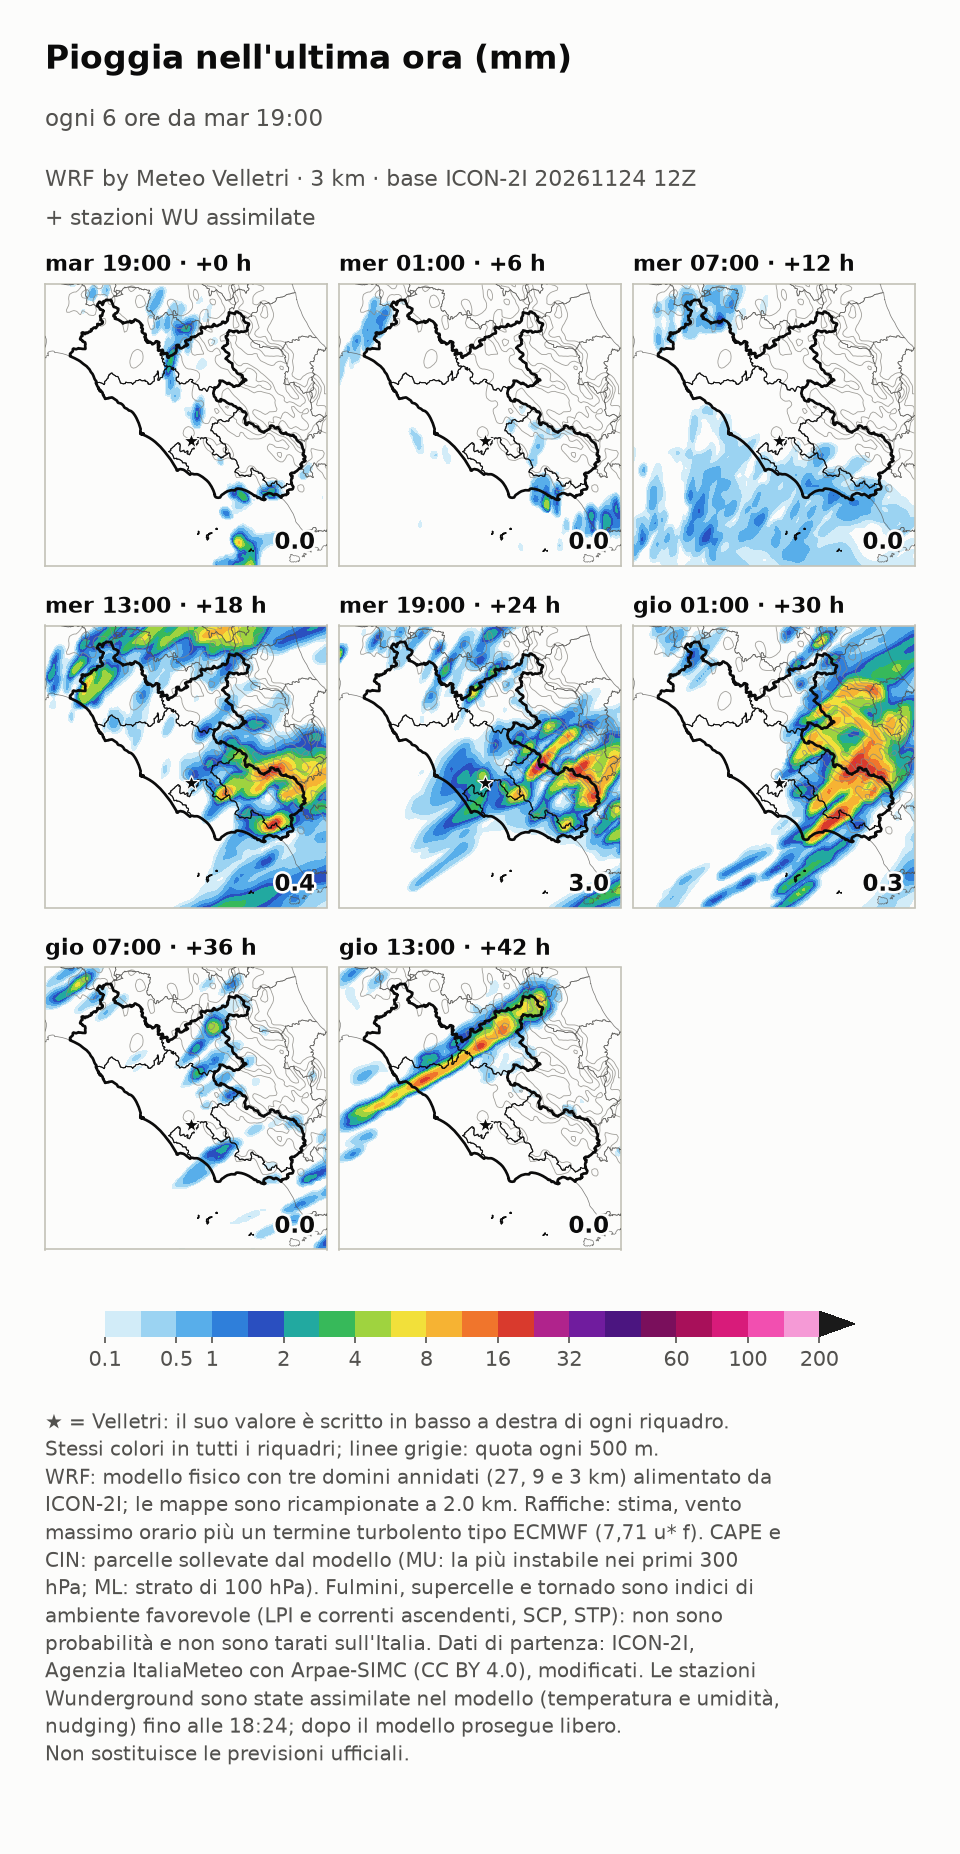 Pioggia nell'ultima ora (mm)
ogni 6 ore da mar 19:00
WRF by Meteo Velletri · 3 km · base ICON-2I 20261124 12Z
+ stazioni WU assimilate
mar 19:00 · +0 h
mer 01:00 · +6 h
mer 07:00 · +12 h
0.0
0.0
0.0
mer 13:00 · +18 h
mer 19:00 · +24 h
gio 01:00 · +30 h
0.4
3.0
0.3
gio 07:00 · +36 h
gio 13:00 · +42 h
0.0
0.0
0.1 0.5 1 2 4 8 16 32 60 100 200
★ = Velletri: il suo valore è scritto in basso a destra di ogni riquadro.
Stessi colori in tutti i riquadri; linee grigie: quota ogni 500 m.
WRF: modello fisico con tre domini annidati (27, 9 e 3 km) alimentato da
ICON-2I; le mappe sono ricampionate a 2.0 km. Raffiche: stima, vento
massimo orario più un termine turbolento tipo ECMWF (7,71 u* f). CAPE e
CIN: parcelle sollevate dal modello (MU: la più instabile nei primi 300
hPa; ML: strato di 100 hPa). Fulmini, supercelle e tornado sono indici di
ambiente favorevole (LPI e correnti ascendenti, SCP, STP): non sono
probabilità e non sono tarati sull'Italia. Dati di partenza: ICON-2I,
Agenzia ItaliaMeteo con Arpae-SIMC (CC BY 4.0), modificati. Le stazioni
Wunderground sono state assimilate nel modello (temperatura e umidità,
nudging) fino alle 18:24; dopo il modello prosegue libero.
Non sostituisce le previsioni ufficiali.